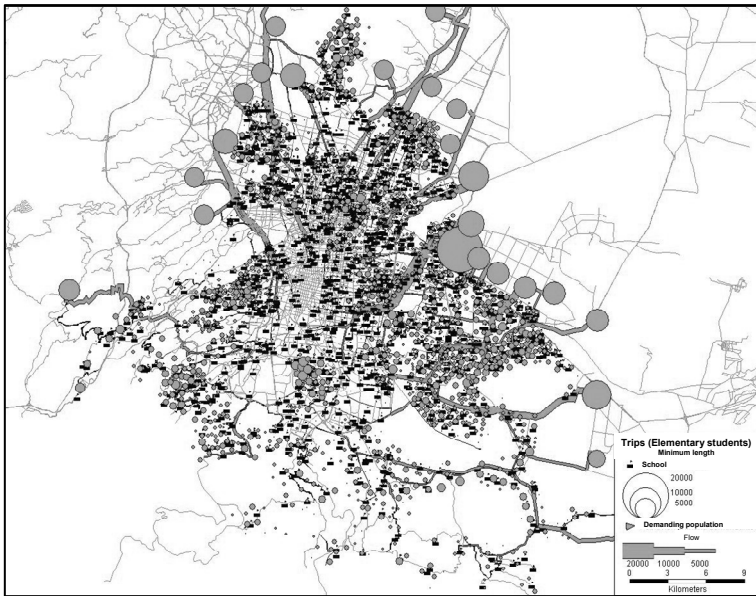 Trips (Elementary students)
Minimum length
School
20000
10000
5000
Demanding population
Flow
20000 10000 5000
0 3 6 9
Kilometers